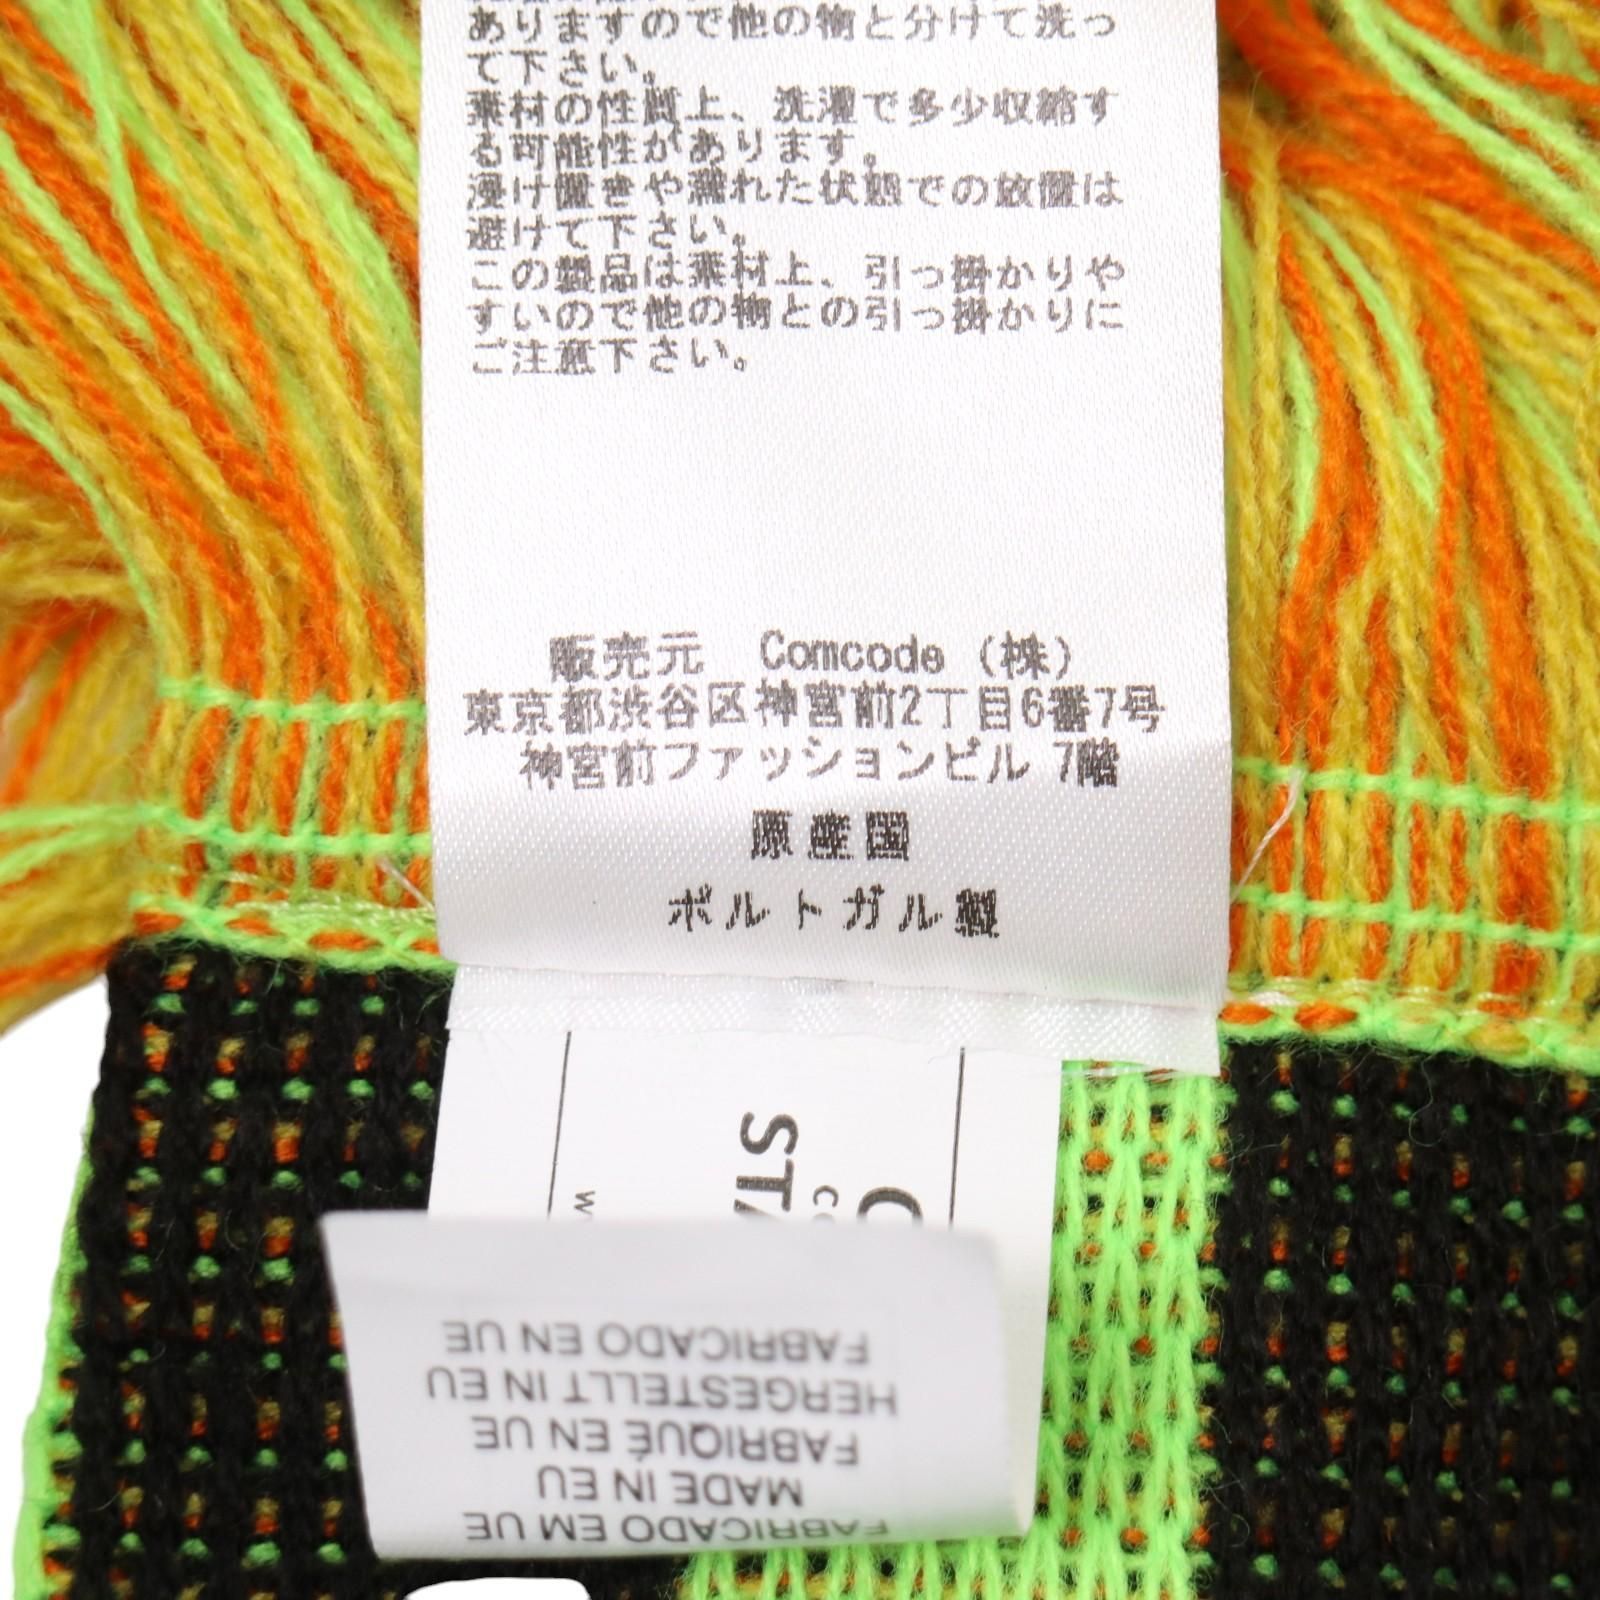 ありますので他の物と分けて洗っ
て下さい。
素材の性質上、洗濯で多少収縮す
る可能性があります。
浸け置きや濡れた状態での放置は
避けて下さい。
この製品は素材上、引っ掛かりや
すいので他の物との引っ掛かりに
ご注意下さい。
販売元　Comcode（株）
東京都渋谷区神宮前2丁目6番7号
神宮前ファッションビル 7階
原産国
ポルトガル製
STA
FABRICADO EM UE
MADE IN EU
FABRIQUÉ EN UE
HERGESTELLT IN EU
FABRICADO EN UE